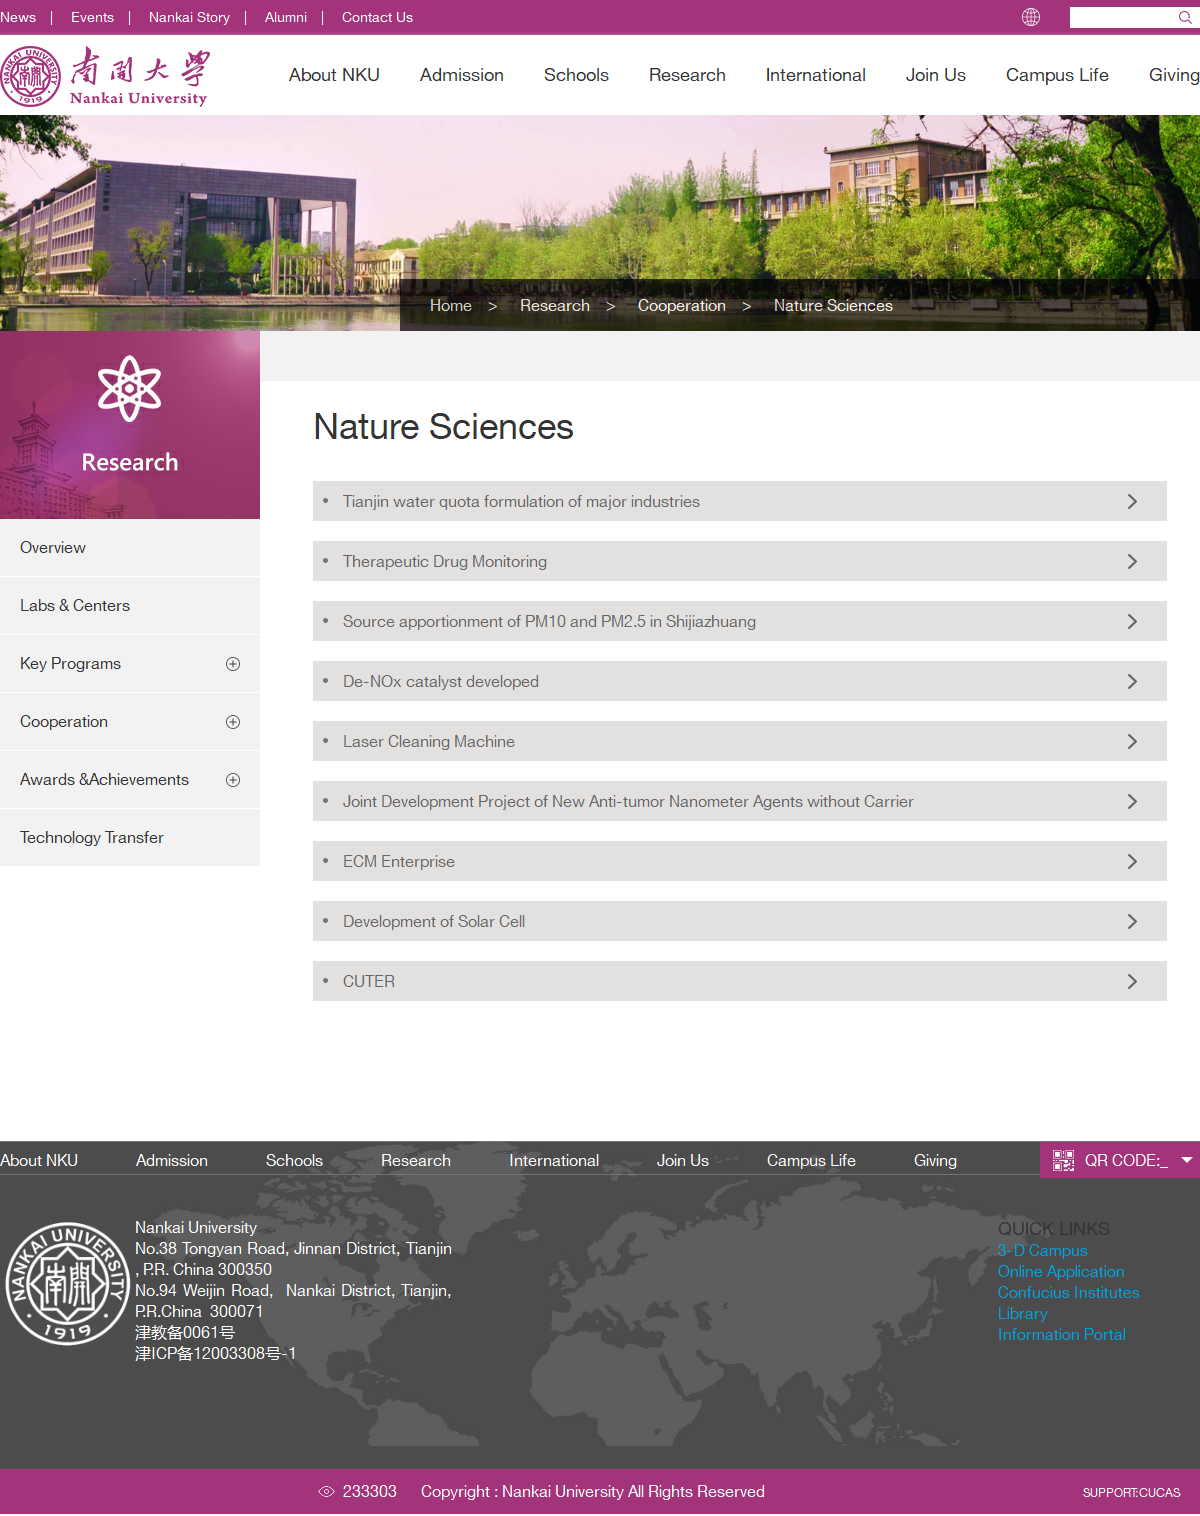 News | Events | Nankai Story | Alumni | Contact Us
NANKAI UNIVERSITY
1919
南開大學
Nankai University
About NKU Admission Schools Research International Join Us Campus Life Giving
Home > Research > Cooperation > Nature Sciences
Research
Overview
Labs & Centers
Key Programs
Cooperation
Awards &Achievements
Technology Transfer
Nature Sciences
• Tianjin water quota formulation of major industries
• Therapeutic Drug Monitoring
• Source apportionment of PM10 and PM2.5 in Shijiazhuang
• De-NOx catalyst developed
• Laser Cleaning Machine
• Joint Development Project of New Anti-tumor Nanometer Agents without Carrier
• ECM Enterprise
• Development of Solar Cell
• CUTER
About NKU Admission Schools Research International Join Us Campus Life Giving
QR CODE:_
NANKAI UNIVERSITY
南開
1919
Nankai University
No.38 Tongyan Road, Jinnan District, Tianjin
, P.R. China 300350
No.94 Weijin Road, Nankai District, Tianjin,
P.R.China 300071
津教备0061号
津ICP备12003308号-1
QUICK LINKS
3-D Campus
Online Application
Confucius Institutes
Library
Information Portal
233303 Copyright : Nankai University All Rights Reserved
SUPPORT:CUCAS